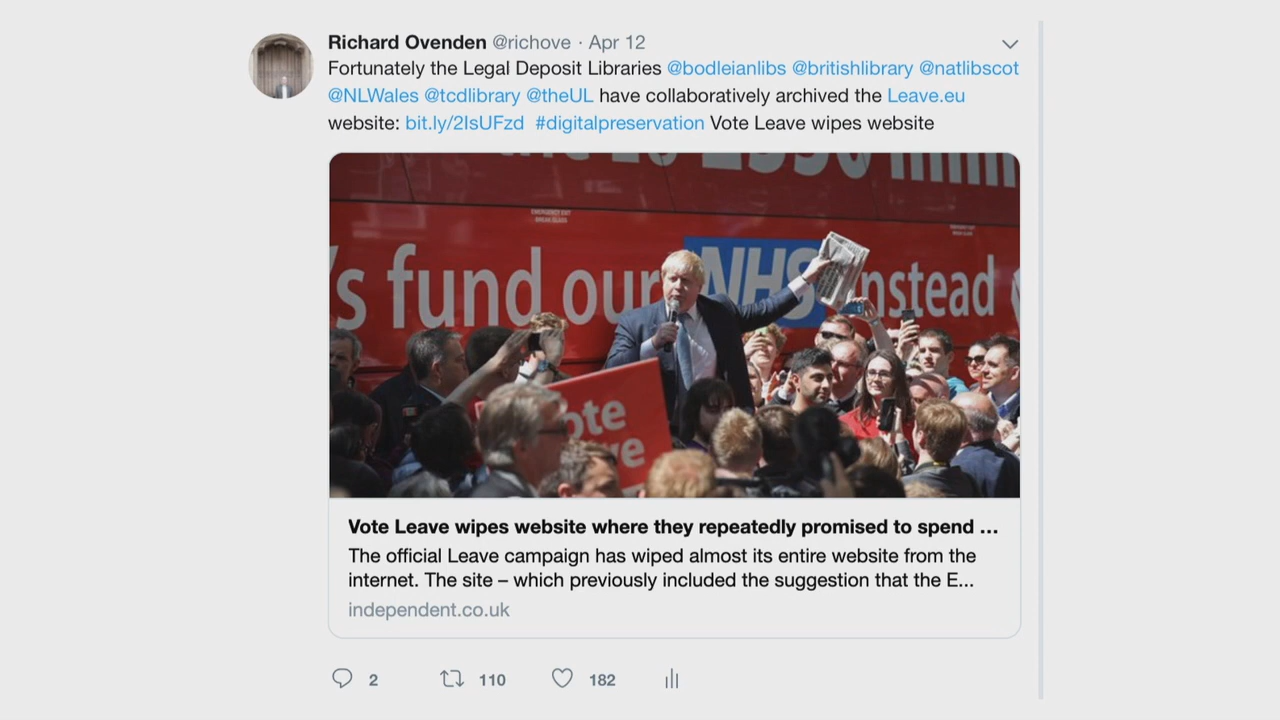 Richard Ovenden @richove · Apr 12
Fortunately the Legal Deposit Libraries @bodleianlibs @britishlibrary @natlibscot
@NLWales @tcdlibrary @theUL have collaboratively archived the Leave.eu
website: bit.ly/2IsUFzd #digitalpreservation Vote Leave wipes website
's fund our NHS instead
Vote Leave wipes website where they repeatedly promised to spend ...
The official Leave campaign has wiped almost its entire website from the
internet. The site – which previously included the suggestion that the E...
independent.co.uk
2 110 182